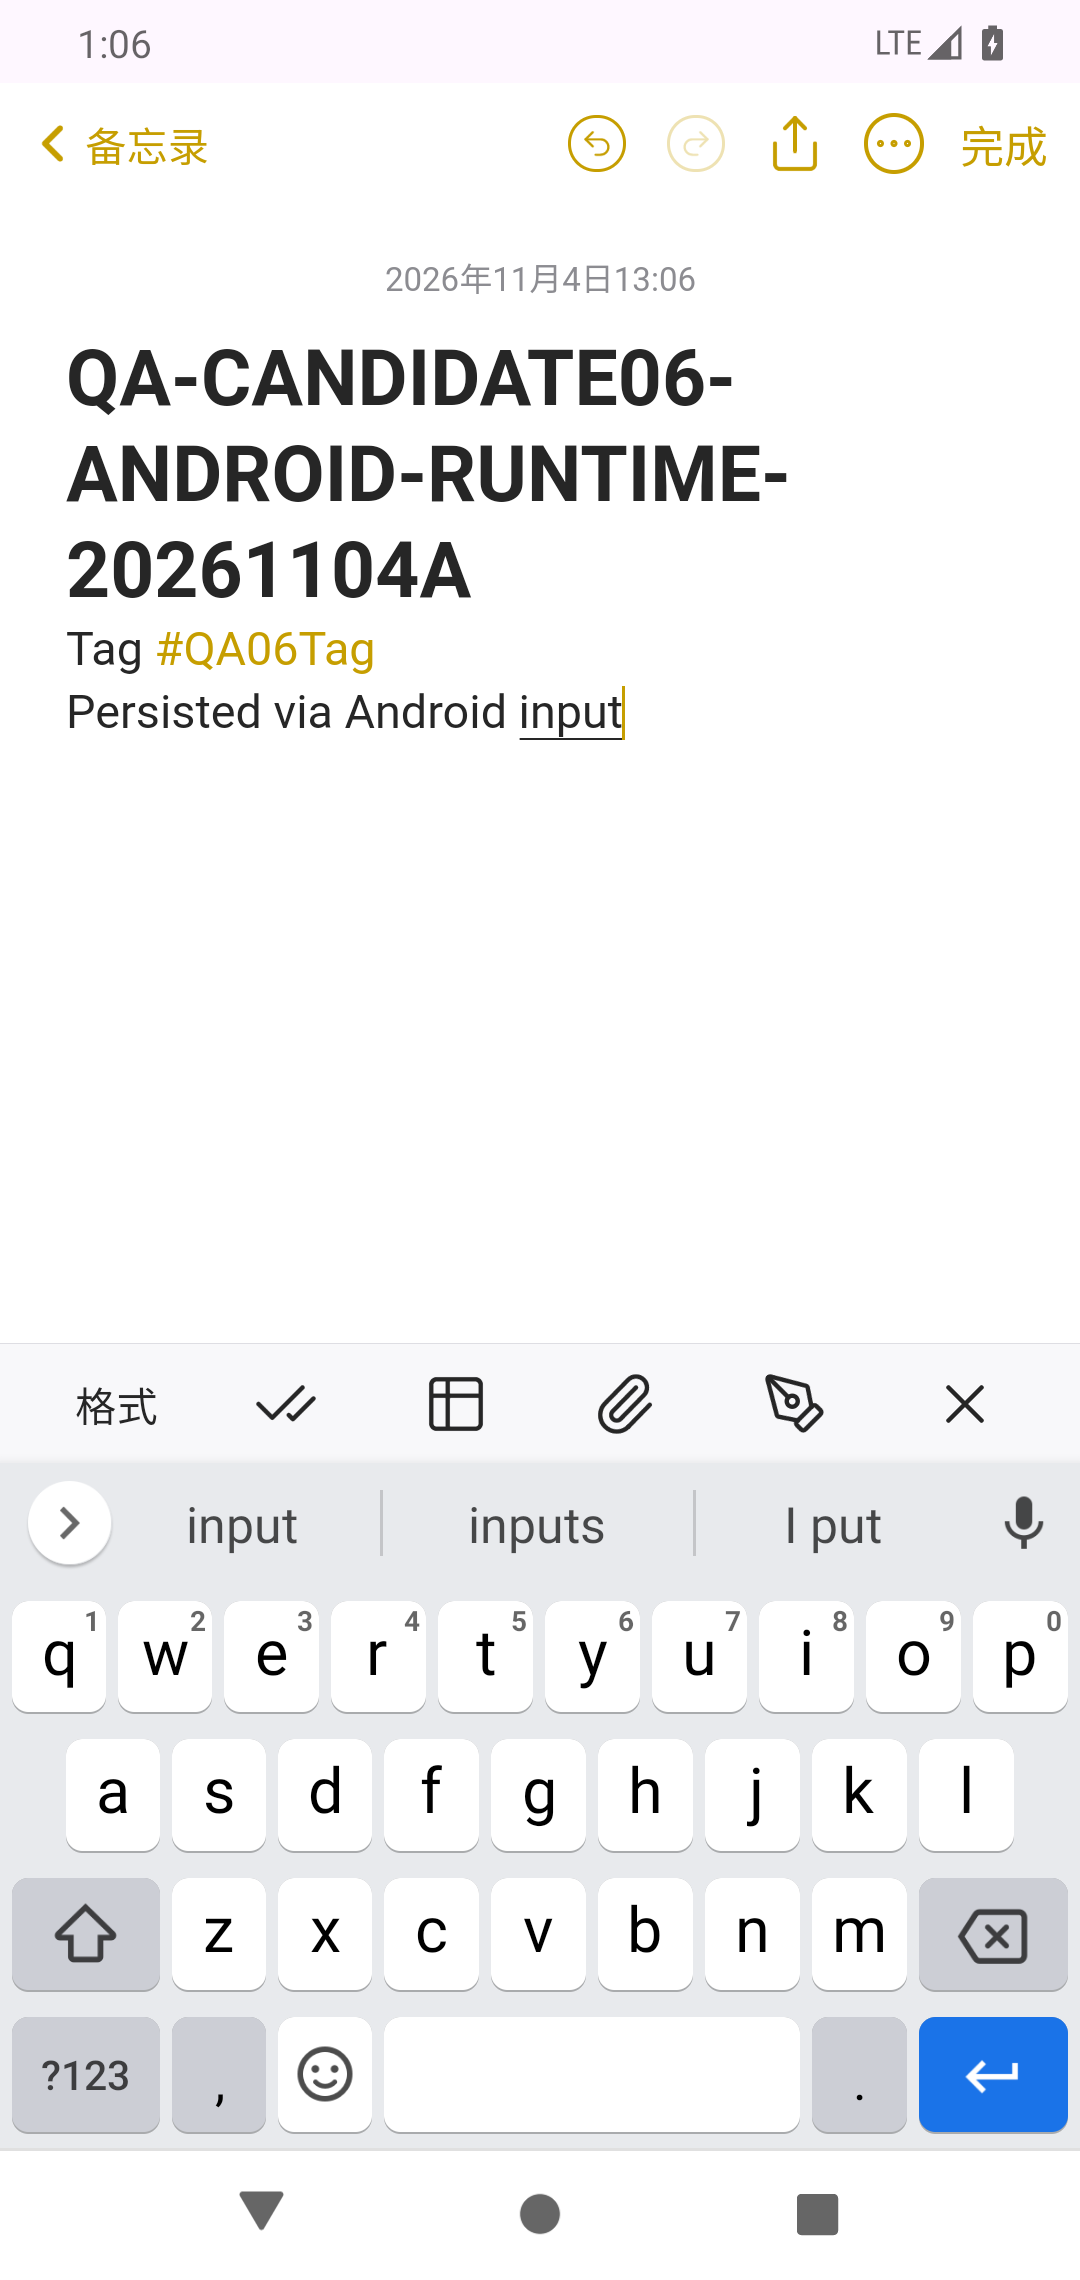 1:06
LTE
备忘录
完成
2026年11月4日13:06
QA-CANDIDATE06-
ANDROID-RUNTIME-
20261104A
Tag #QA06Tag
Persisted via Android input
格式
input inputs I put
q 1 w 2 e 3 r 4 t 5 y 6 u 7 i 8 o 9 p 0
a s d f g h j k l
z x c v b n m
?123 , .